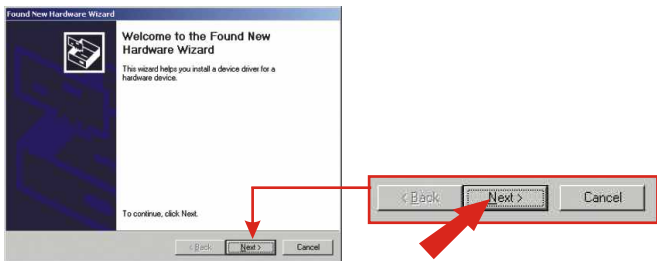 Found New Hardware Wizard
Welcome to the Found New
Hardware Wizard
This wizard helps you install a device driver for a
hardware device.
To continue, click Next.
< Back Next > Cancel
< Back Next > Cancel